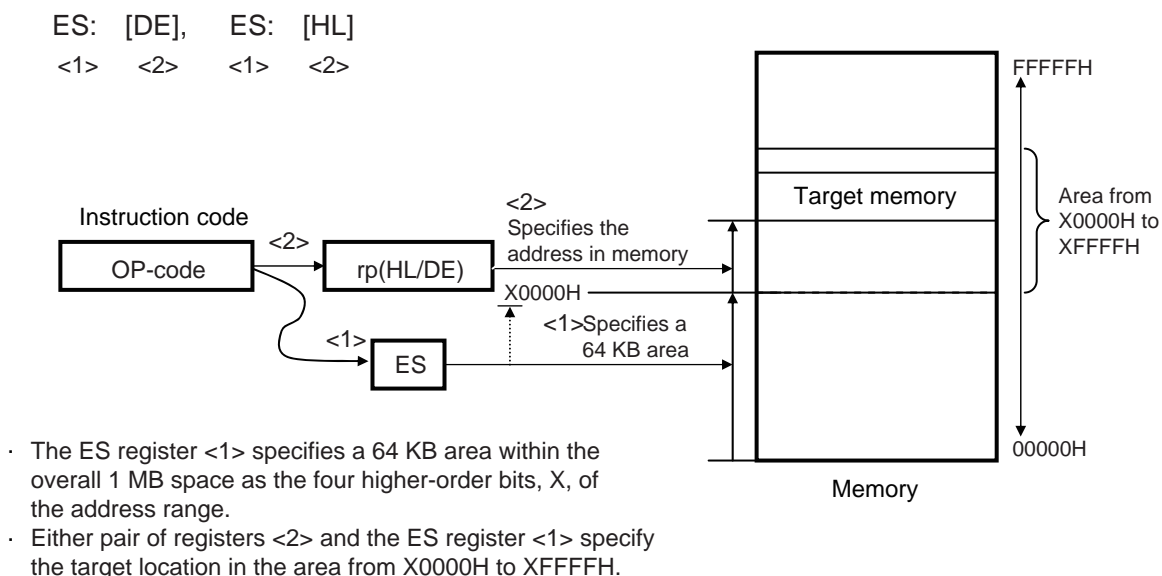 ES: [DE], ES: [HL]
<1> <2> <1> <2>
FFFFFH
Target memory
Area from
X0000H to
XFFFFH
Instruction code
OP-code
<2>
rp(HL/DE)
<2>
Specifies the
address in memory
X0000H
<1>
ES
<1>Specifies a
64 KB area
00000H
Memory
· The ES register <1> specifies a 64 KB area within the
overall 1 MB space as the four higher-order bits, X, of
the address range.
· Either pair of registers <2> and the ES register <1> specify
the target location in the area from X0000H to XFFFFH.